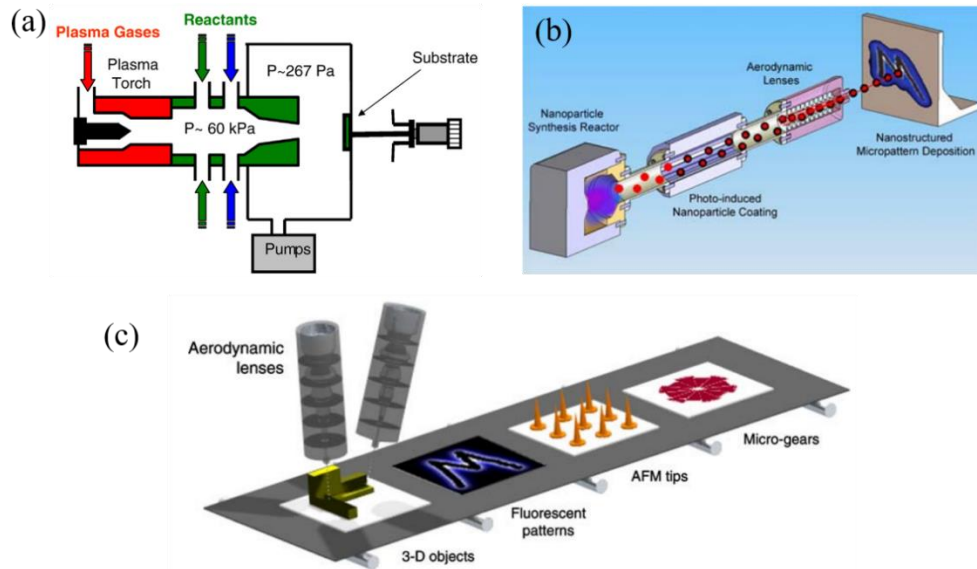 (a)
Plasma Gases
Reactants
Plasma
Torch
P~267 Pa
Substrate
P~ 60 kPa
Pumps
(b)
Aerodynamic
Lenses
Nanoparticle
Synthesis Reactor
Nanostructured
Micropattern Deposition
Photo-induced
Nanoparticle Coating
(c)
Aerodynamic
lenses
Micro-gears
AFM tips
Fluorescent
patterns
3-D objects
M
M